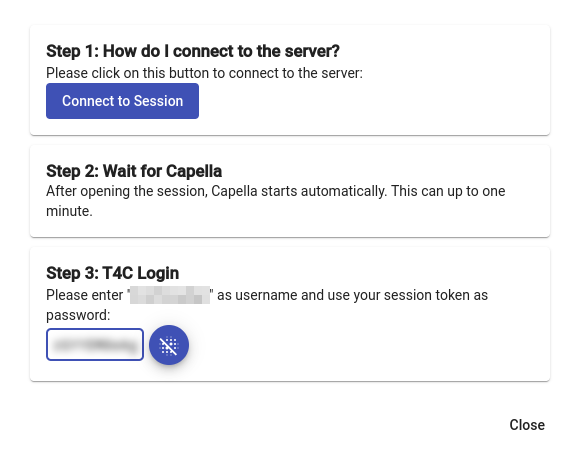 Step 1: How do I connect to the server?
Please click on this button to connect to the server:
Connect to Session
Step 2: Wait for Capella
After opening the session, Capella starts automatically. This can up to one
minute.
Step 3: T4C Login
Please enter "" as username and use your session token as
password:
Close